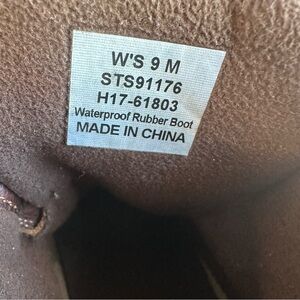 W'S 9 M
STS91176
H17-61803
Waterproof Rubber Boot
MADE IN CHINA